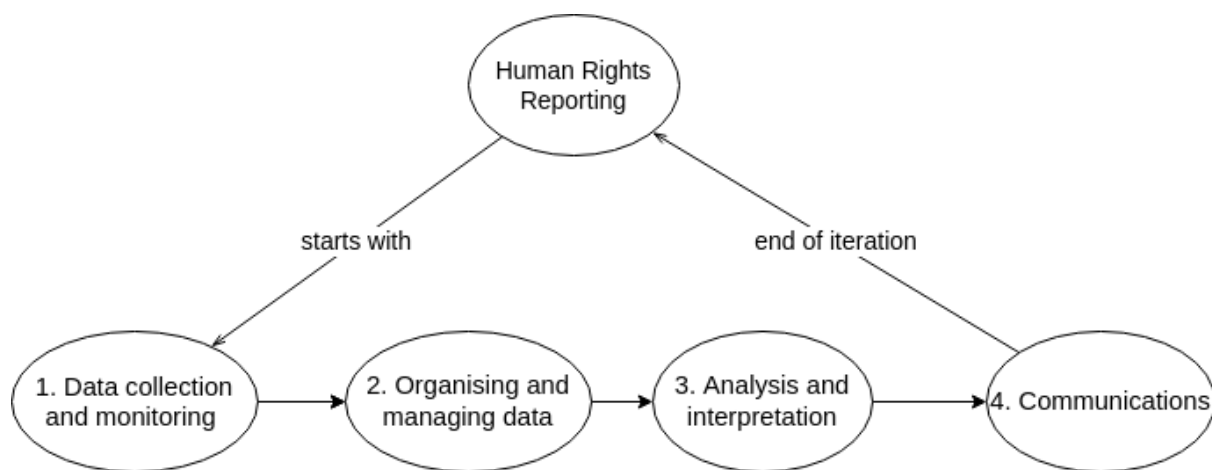 Human Rights
Reporting
starts with
end of iteration
1. Data collection
and monitoring
2. Organising and
managing data
3. Analysis and
interpretation
4. Communications